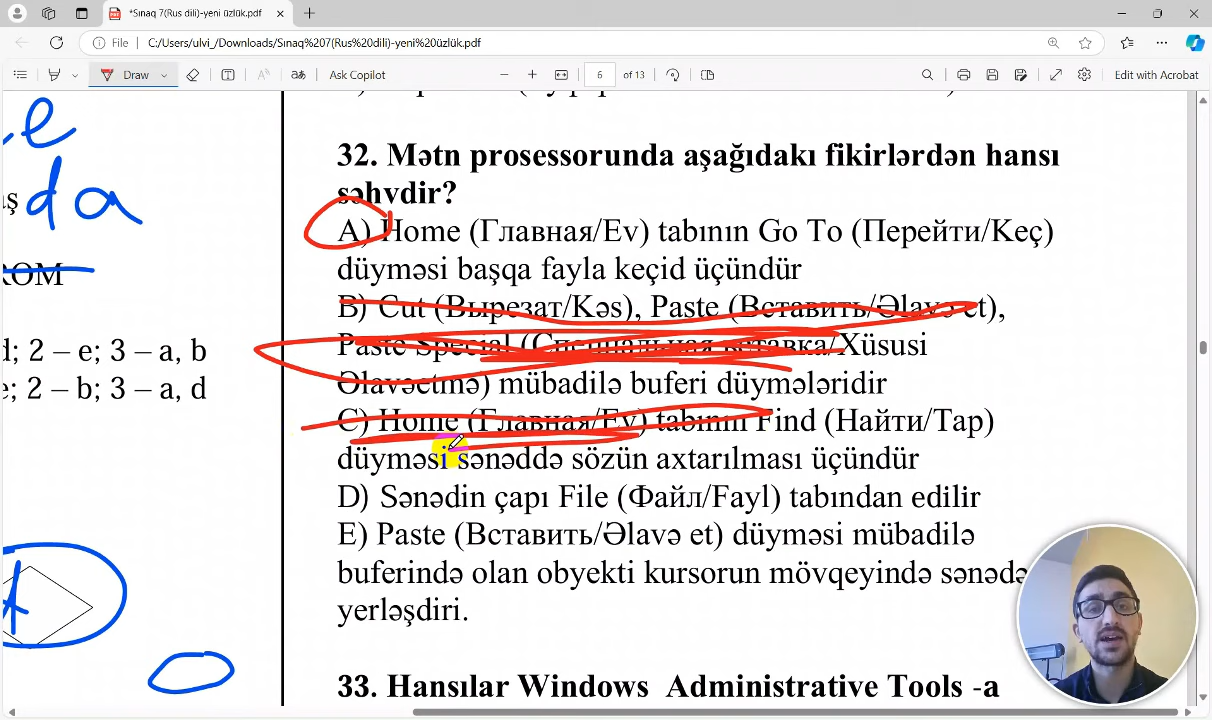 *Sınaq 7(Rus dili)-yeni üzlük.pdf
File C:/Users/ulvi_/Downloads/Sınaq%207(Rus%20dili)-yeni%20üzlük.pdf
Draw Ask Copilot 6 of 13 Edit with Acrobat
e
ş da
ROM
d; 2 – e; 3 – a, b
e; 2 – b; 3 – a, d
32. Mətn prosessorunda aşağıdakı fikirlərdən hansı
səhvdir?
A) Home (Главная/Ev) tabının Go To (Перейти/Keç)
düyməsi başqa fayla keçid üçündür
B) Cut (Вырезат/Kəs), Paste (Вставить/Əlavə et),
Paste Special (Специальная вставка/Xüsusi
Əlavəetmə) mübadilə buferi düymələridir
C) Home (Главная/Ev) tabının Find (Найти/Tap)
düyməsi sənəddə sözün axtarılması üçündür
D) Sənədin çapı File (Файл/Fayl) tabından edilir
E) Paste (Вставить/Əlavə et) düyməsi mübadilə
buferində olan obyekti kursorun mövqeyində sənədə
yerləşdiri.
33. Hansılar Windows Administrative Tools -a